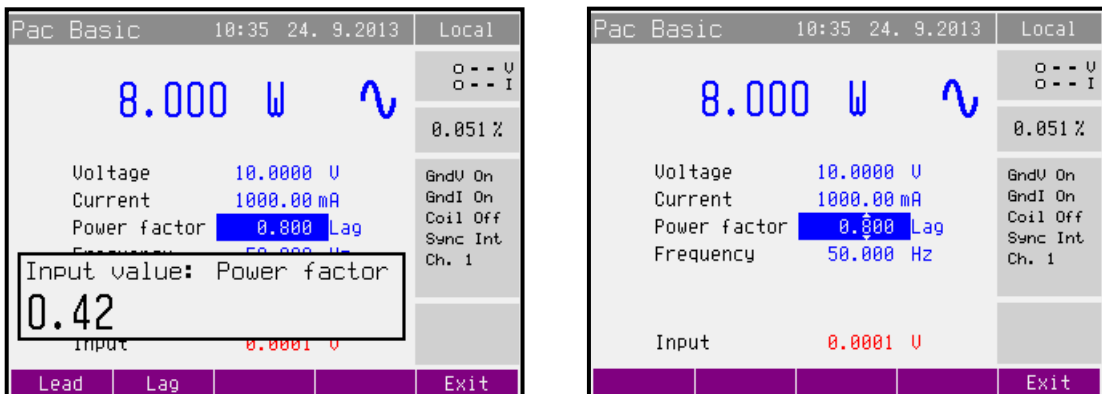 Pac Basic 10:35 24. 9.2013 Local
o-- V
o-- I
8.000 W
0.051 %
Voltage 10.0000 V
Current 1000.00 mA
Power factor 0.800 Lag
GndV On
GndI On
Coil Off
Sync Int
Ch. 1
Input value: Power factor
0.42
Input 0.0001 V
Lead Lag Exit
Pac Basic 10:35 24. 9.2013 Local
o-- V
o-- I
8.000 W
0.051 %
Voltage 10.0000 V
Current 1000.00 mA
Power factor 0.800 Lag
Frequency 50.000 Hz
GndV On
GndI On
Coil Off
Sync Int
Ch. 1
Input 0.0001 V
Exit